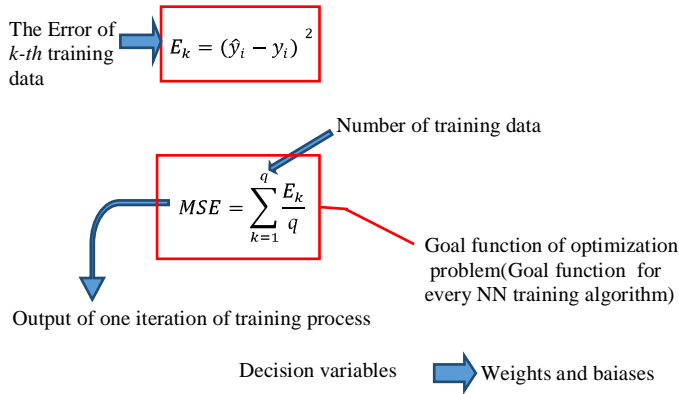 The Error of
k-th training
data
E_k = (ŷ_i − y_i)^2
Number of training data
MSE = ∑_{k=1}^{q} E_k/q
Goal function of optimization
problem(Goal function for
every NN training algorithm)
Output of one iteration of training process
Decision variables
Weights and baiases